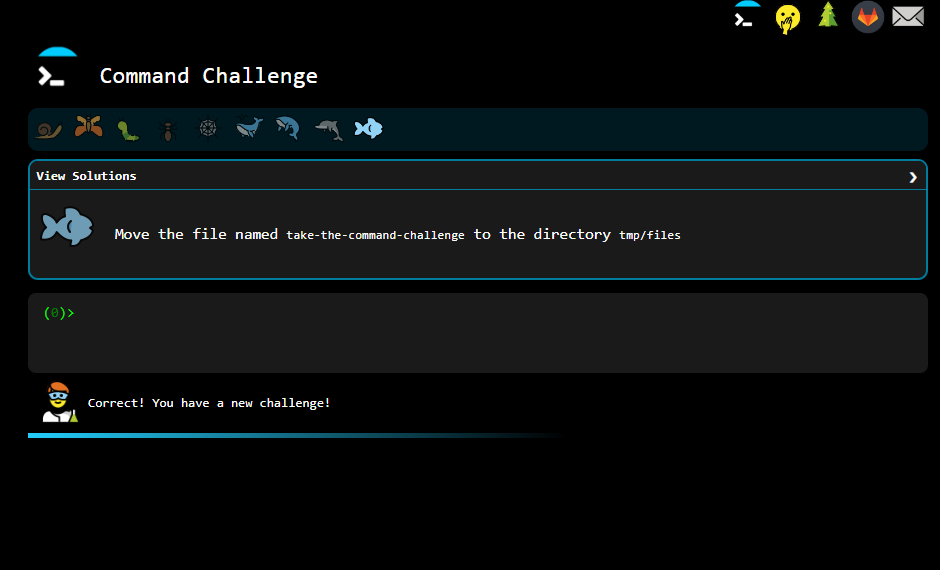 Command Challenge
View Solutions
Move the file named take-the-command-challenge to the directory tmp/files
(0)>
Correct! You have a new challenge!